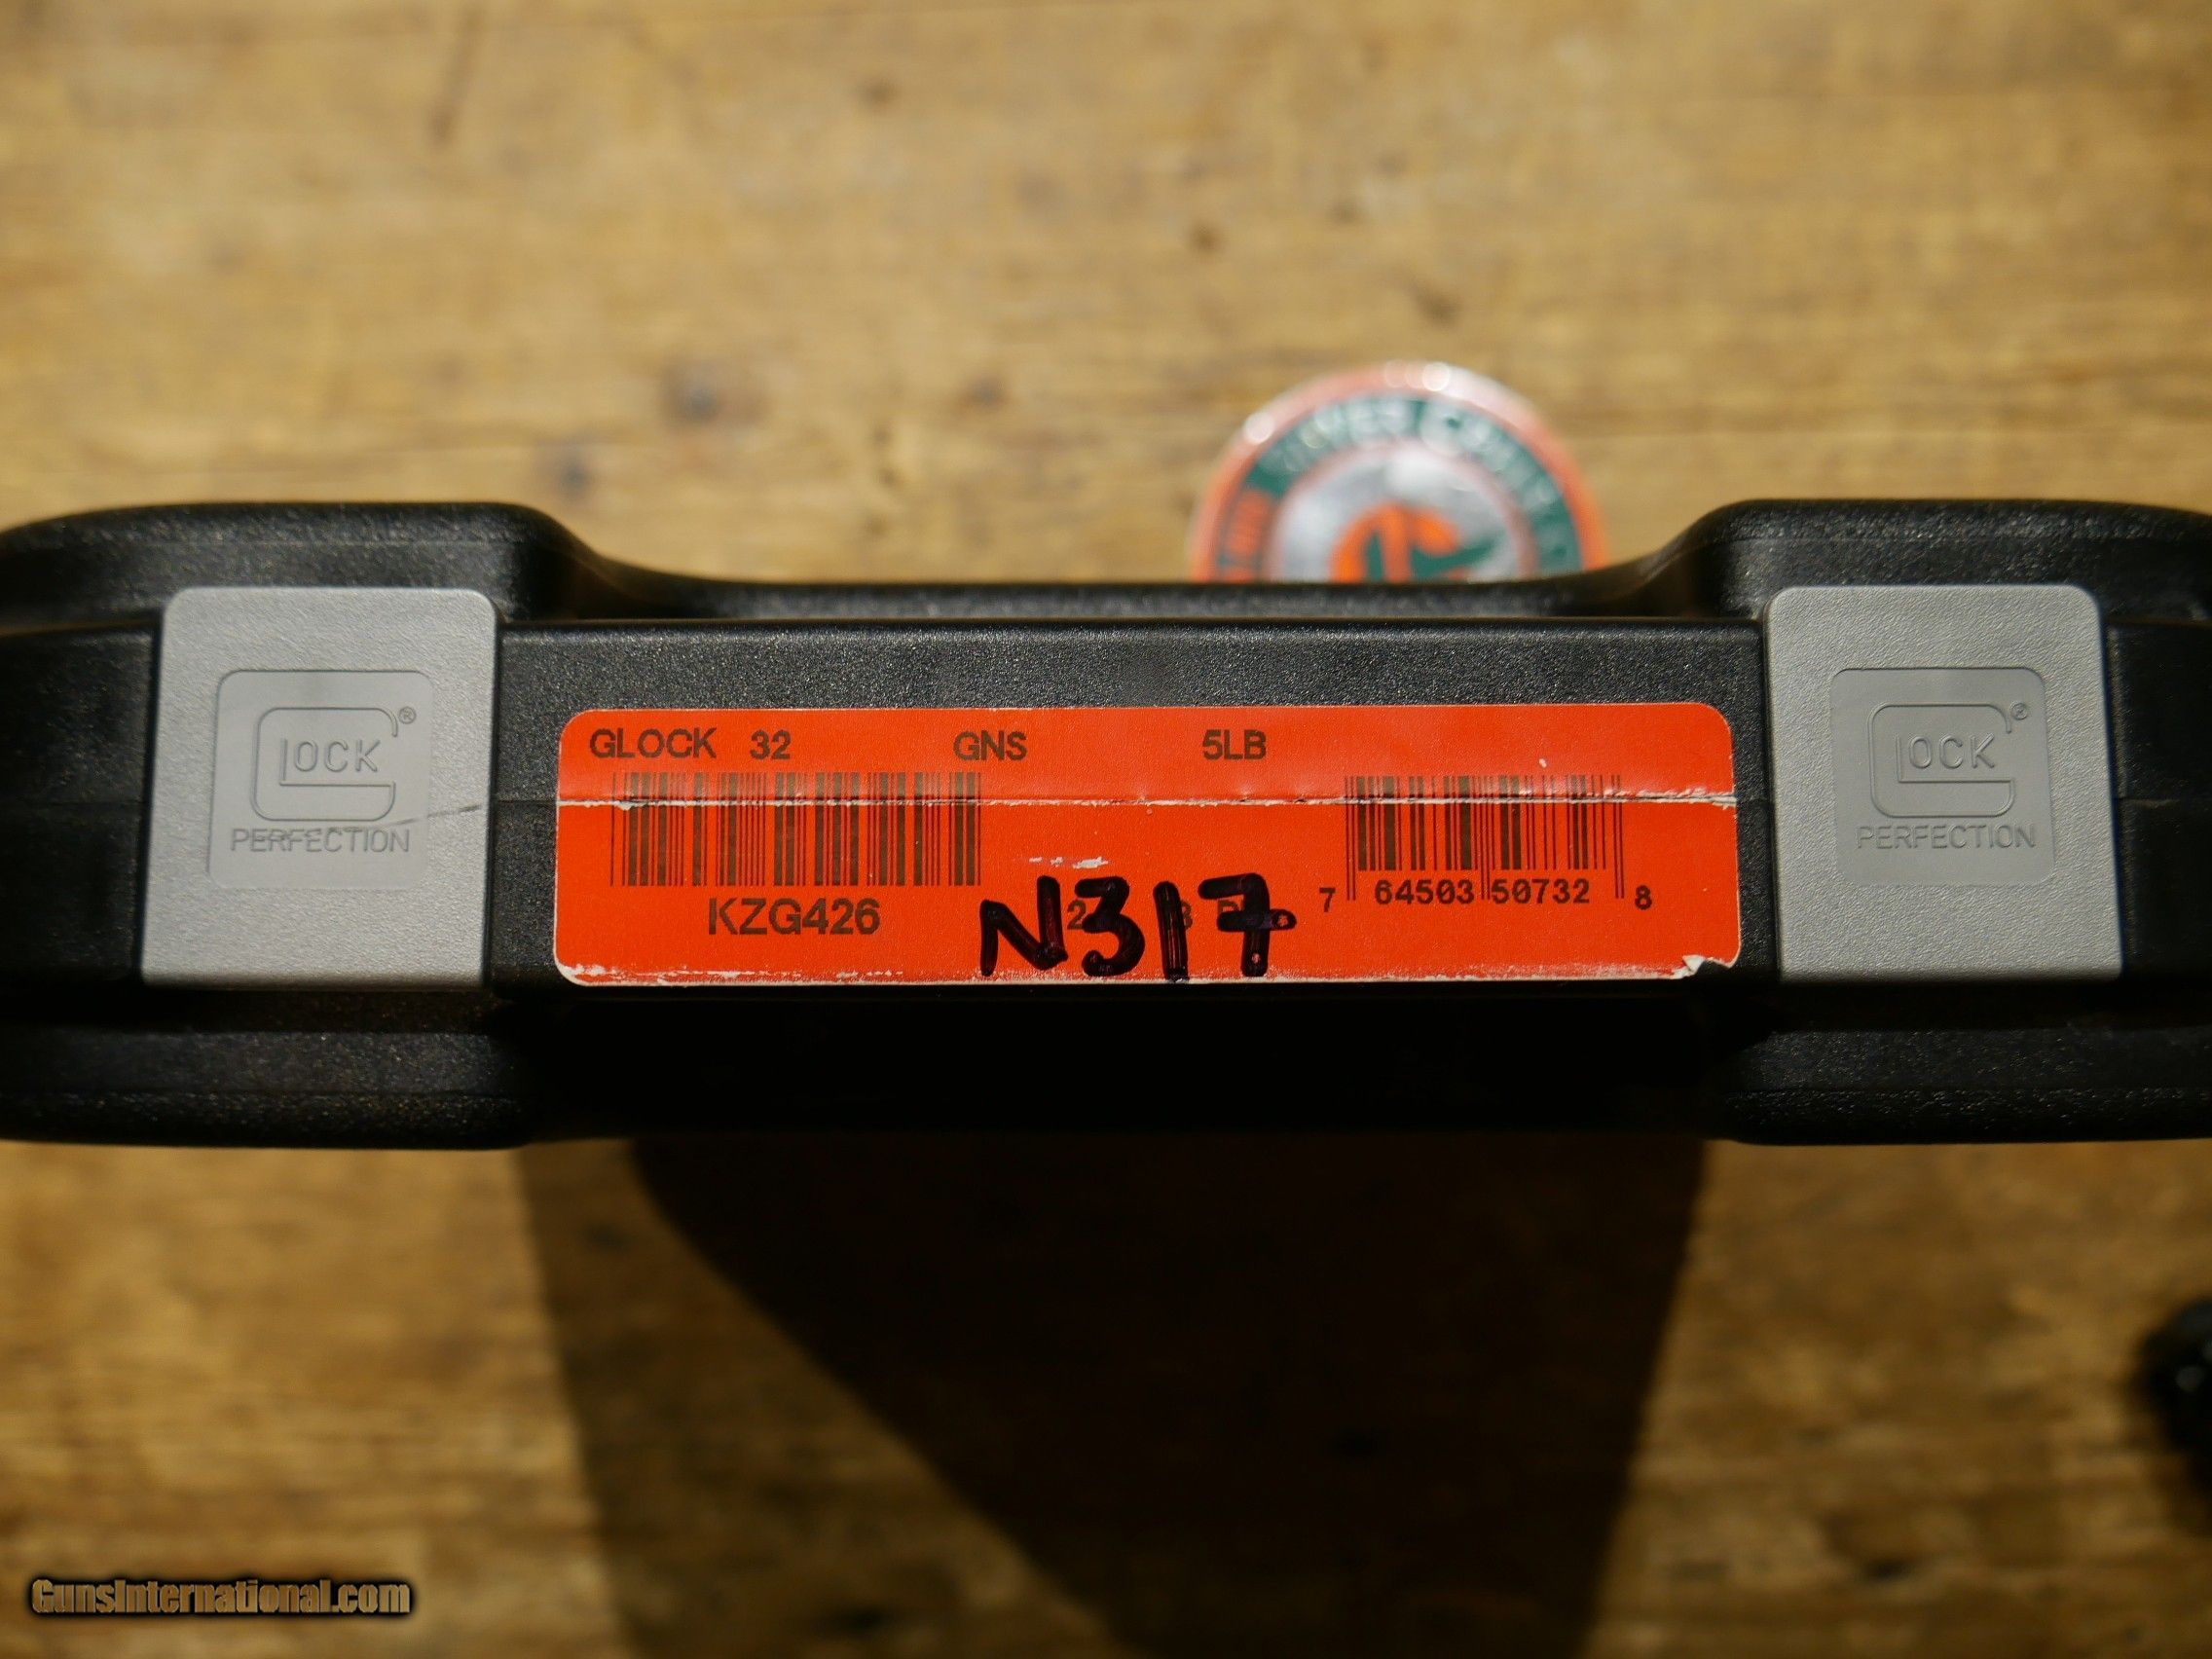 GLOCK 32 GNS 5LB
KZG426
N317
7 64503 50732 8
GLOCK®
PERFECTION
GLOCK®
PERFECTION
GunsInternational.com